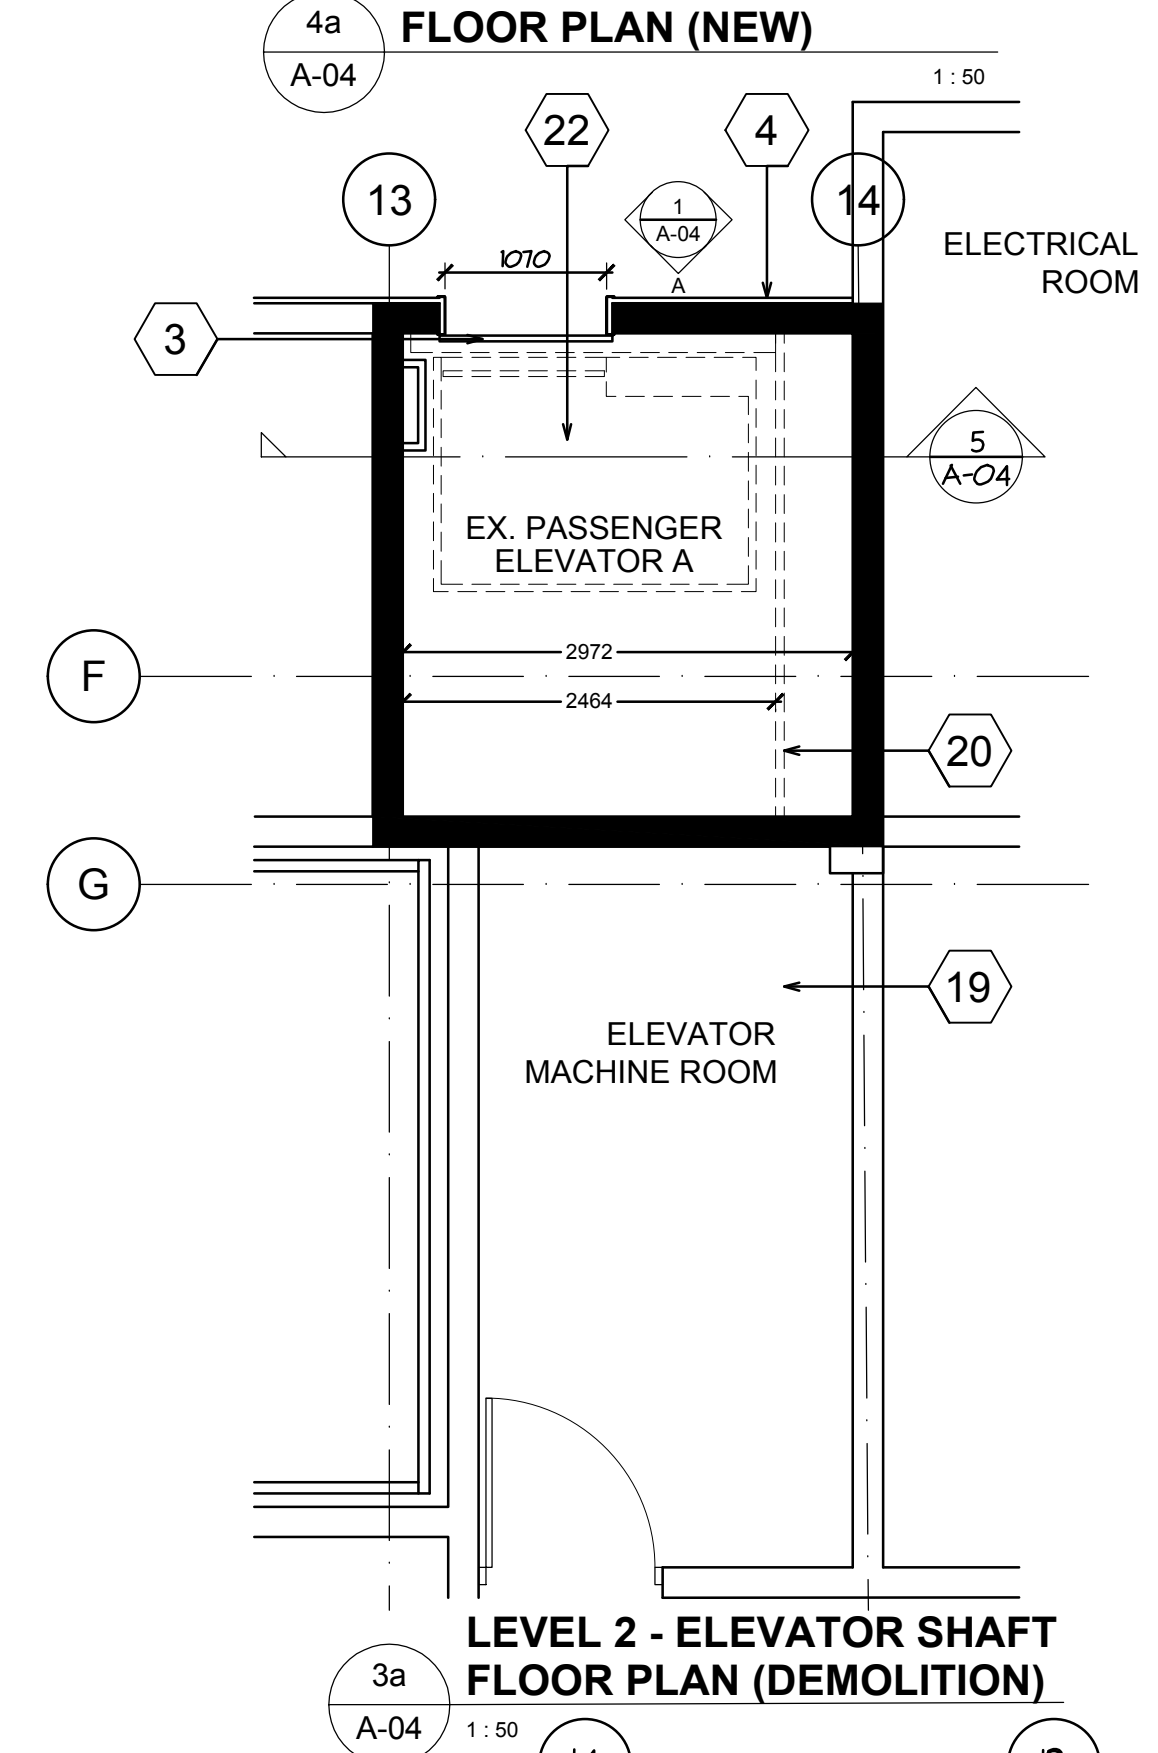 4a
FLOOR PLAN (NEW)
A-04
1 : 50
22
4
13
1
A-04
A
14
ELECTRICAL
ROOM
1070
3
5
A-04
EX. PASSENGER
ELEVATOR A
2972
F
2464
20
G
19
ELEVATOR
MACHINE ROOM
LEVEL 2 - ELEVATOR SHAFT
3a
FLOOR PLAN (DEMOLITION)
A-04
1 : 50